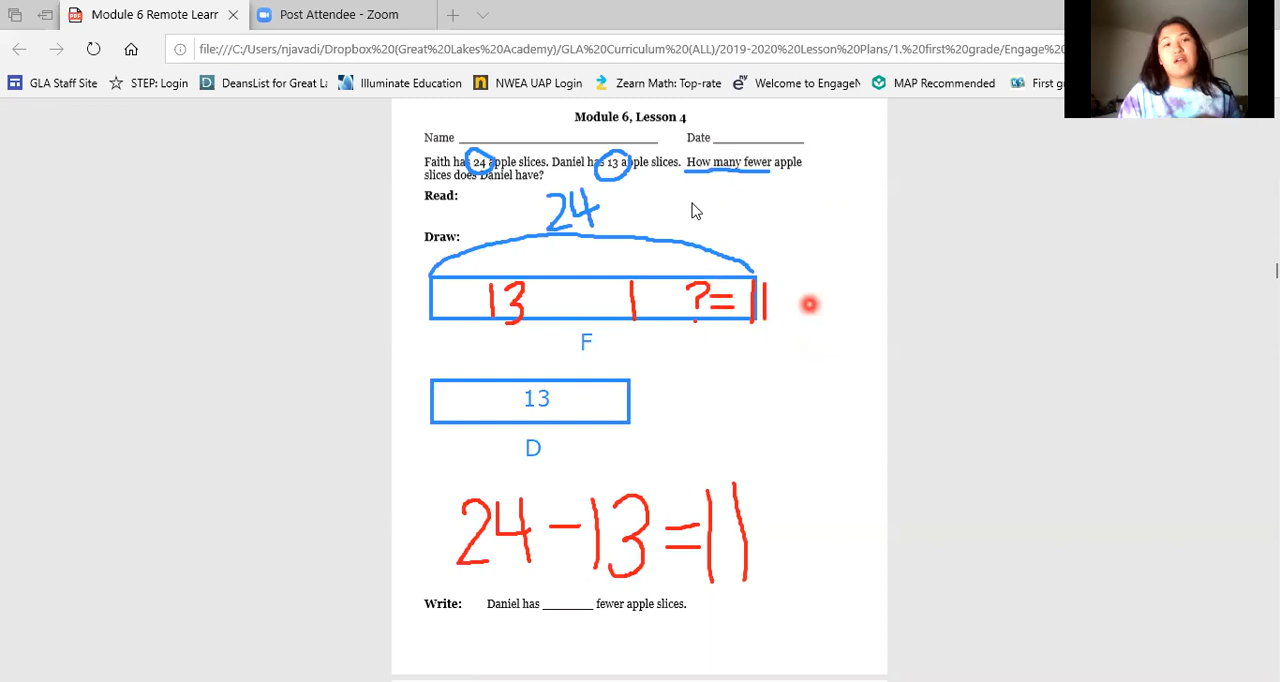 Module 6 Remote Learn
Post Attendee - Zoom
file:///C:/Users/njavadi/Dropbox%20(Great%20Lakes%20Academy)/GLA%20Curriculum%20(ALL)/2019-2020%20Lesson%20Plans/1.%20first%20grade/Engage%20
GLA Staff Site STEP: Login DeansList for Great L Illuminate Education NWEA UAP Login Zearn Math: Top-rate Welcome to EngageN MAP Recommended First gr
Module 6, Lesson 4
Name Date
Faith has 24 apple slices. Daniel has 13 apple slices. How many fewer apple
slices does Daniel have?
Read:
24
Draw:
13 | ?=11
F
13
D
24-13=11
Write: Daniel has ________ fewer apple slices.